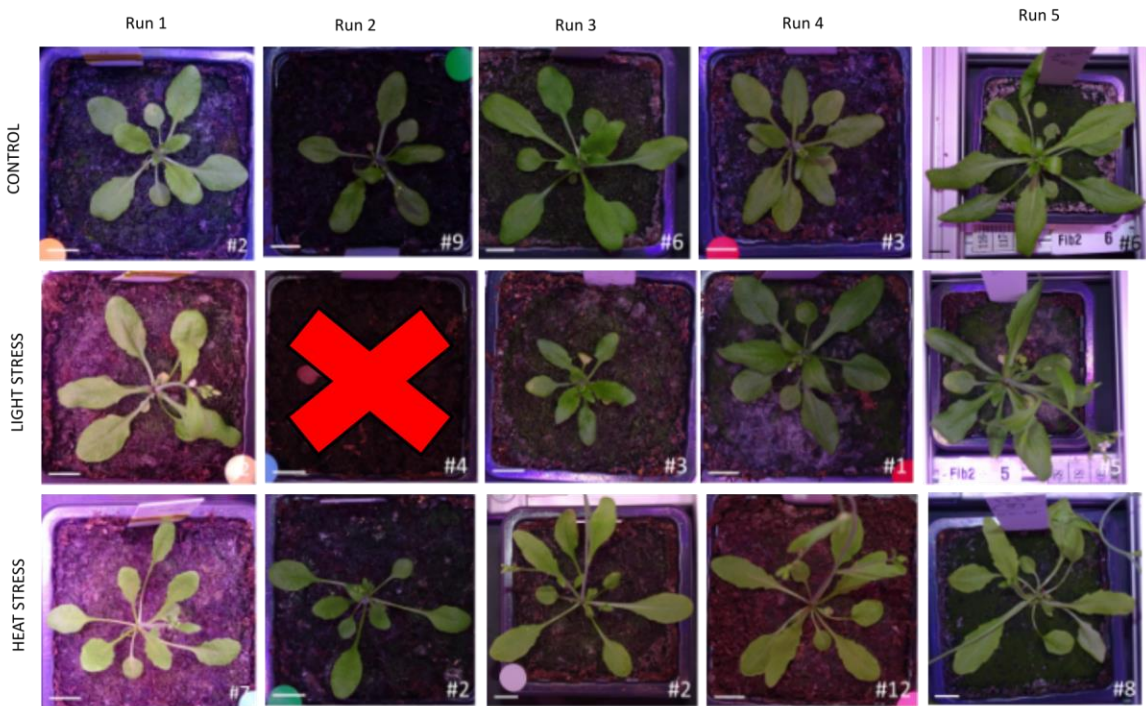 Run 1
Run 2
Run 3
Run 4
Run 5
CONTROL
#2
#9
#6
#3
Fib2 6
#6
LIGHT STRESS
#4
#3
#1
Fib2 5
#5
HEAT STRESS
#7
#2
#2
#12
#8